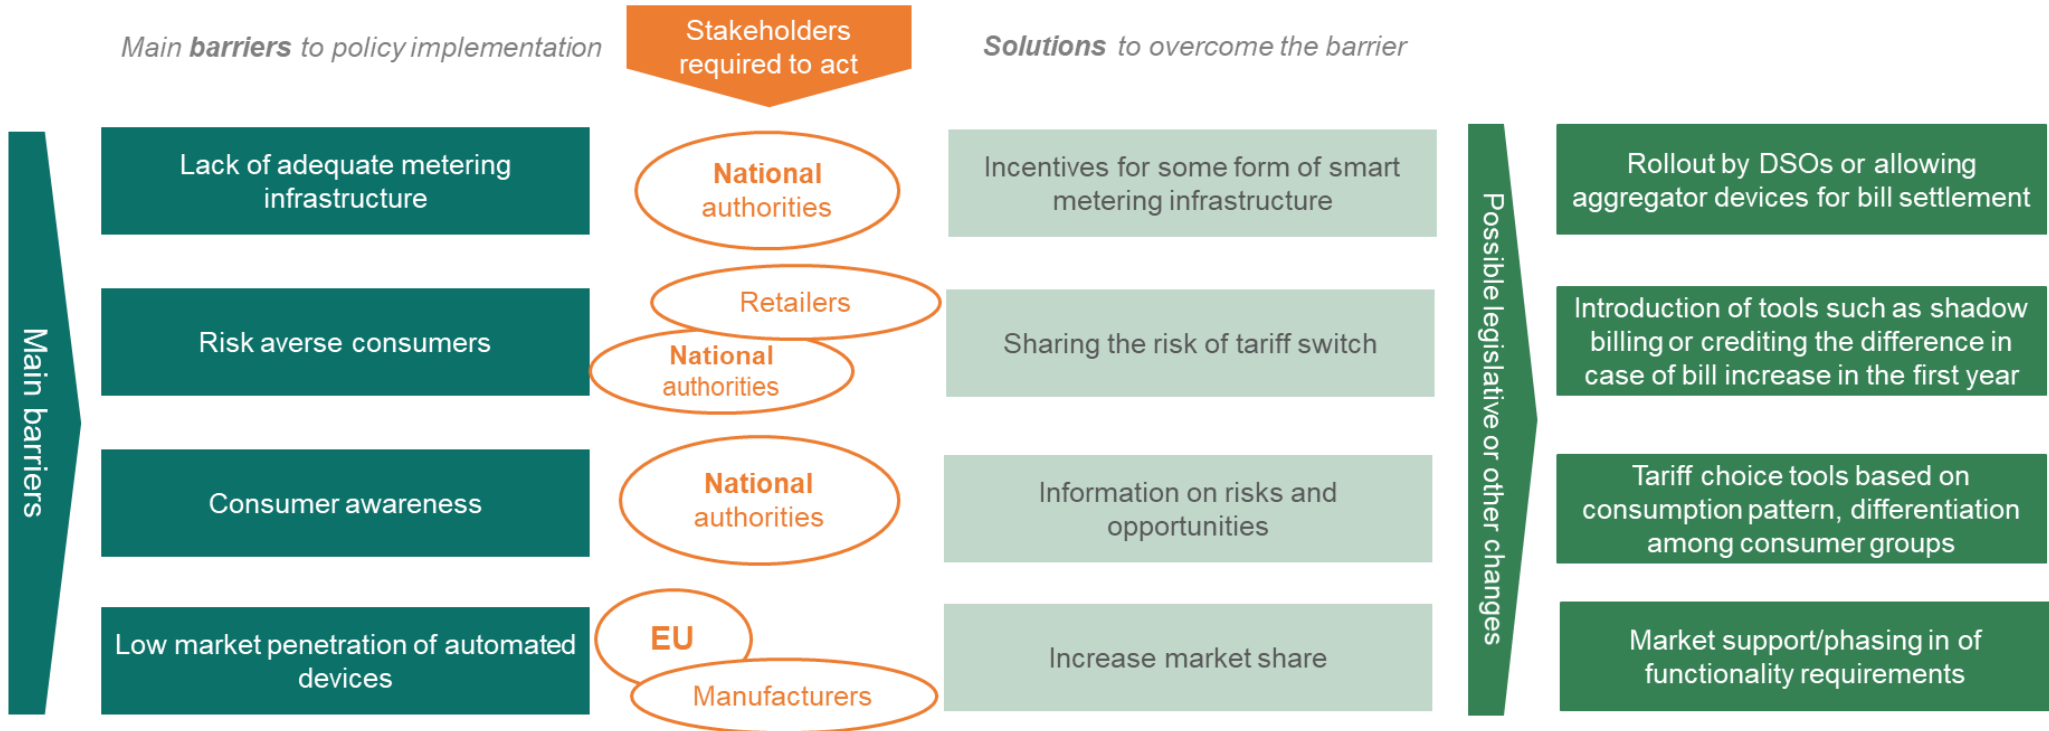 Main barriers to policy implementation
Stakeholders
required to act
Solutions to overcome the barrier
Main barriers
Lack of adequate metering
infrastructure
National
authorities
Incentives for some form of smart
metering infrastructure
Possible legislative or other changes
Rollout by DSOs or allowing
aggregator devices for bill settlement
Risk averse consumers
Retailers
National
authorities
Sharing the risk of tariff switch
Introduction of tools such as shadow
billing or crediting the difference in
case of bill increase in the first year
Consumer awareness
National
authorities
Information on risks and
opportunities
Tariff choice tools based on
consumption pattern, differentiation
among consumer groups
Low market penetration of automated
devices
EU
Manufacturers
Increase market share
Market support/phasing in of
functionality requirements